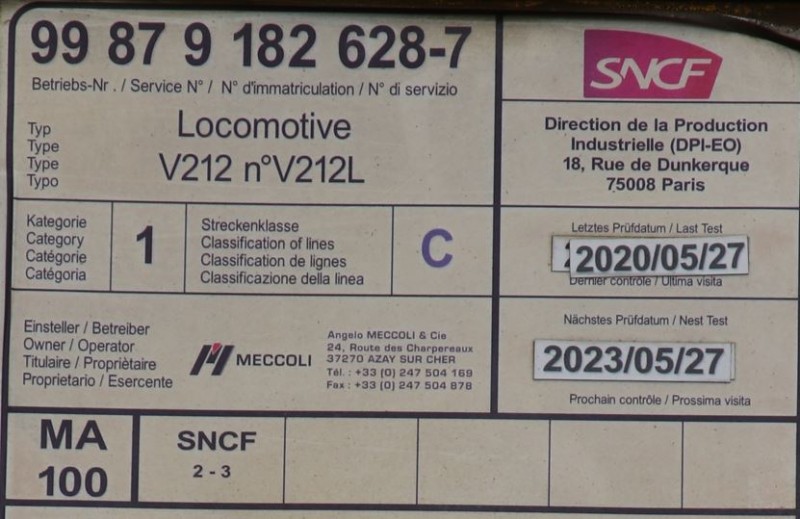 99 87 9 182 628-7
Betriebs-Nr . / Service N° / N° d'immatriculation / N° di servizio
SNCF
Typ
Type
Type
Typo
Locomotive
V212 n°V212L
Direction de la Production
Industrielle (DPI-EO)
18, Rue de Dunkerque
75008 Paris
Kategorie
Category
Catégorie
Catégoria
1
Streckenklasse
Classification of lines
Classification de lignes
Classificazione della linea
C
Letztes Prüfdatum / Last Test
2020/05/27
Dernier contrôle / Ultima visita
Einsteller / Betreiber
Owner / Operator
Titulaire / Propriètaire
Proprietario / Esercente
MECCOLI
Angelo MECCOLI & Cie
24, Route des Charpereaux
37270 AZAY SUR CHER
Tél. : +33 (0) 247 504 169
Fax : +33 (0) 247 504 878
Nächstes Prüfdatum / Nest Test
2023/05/27
Prochain contrôle / Prossima visita
MA
100
SNCF
2 - 3